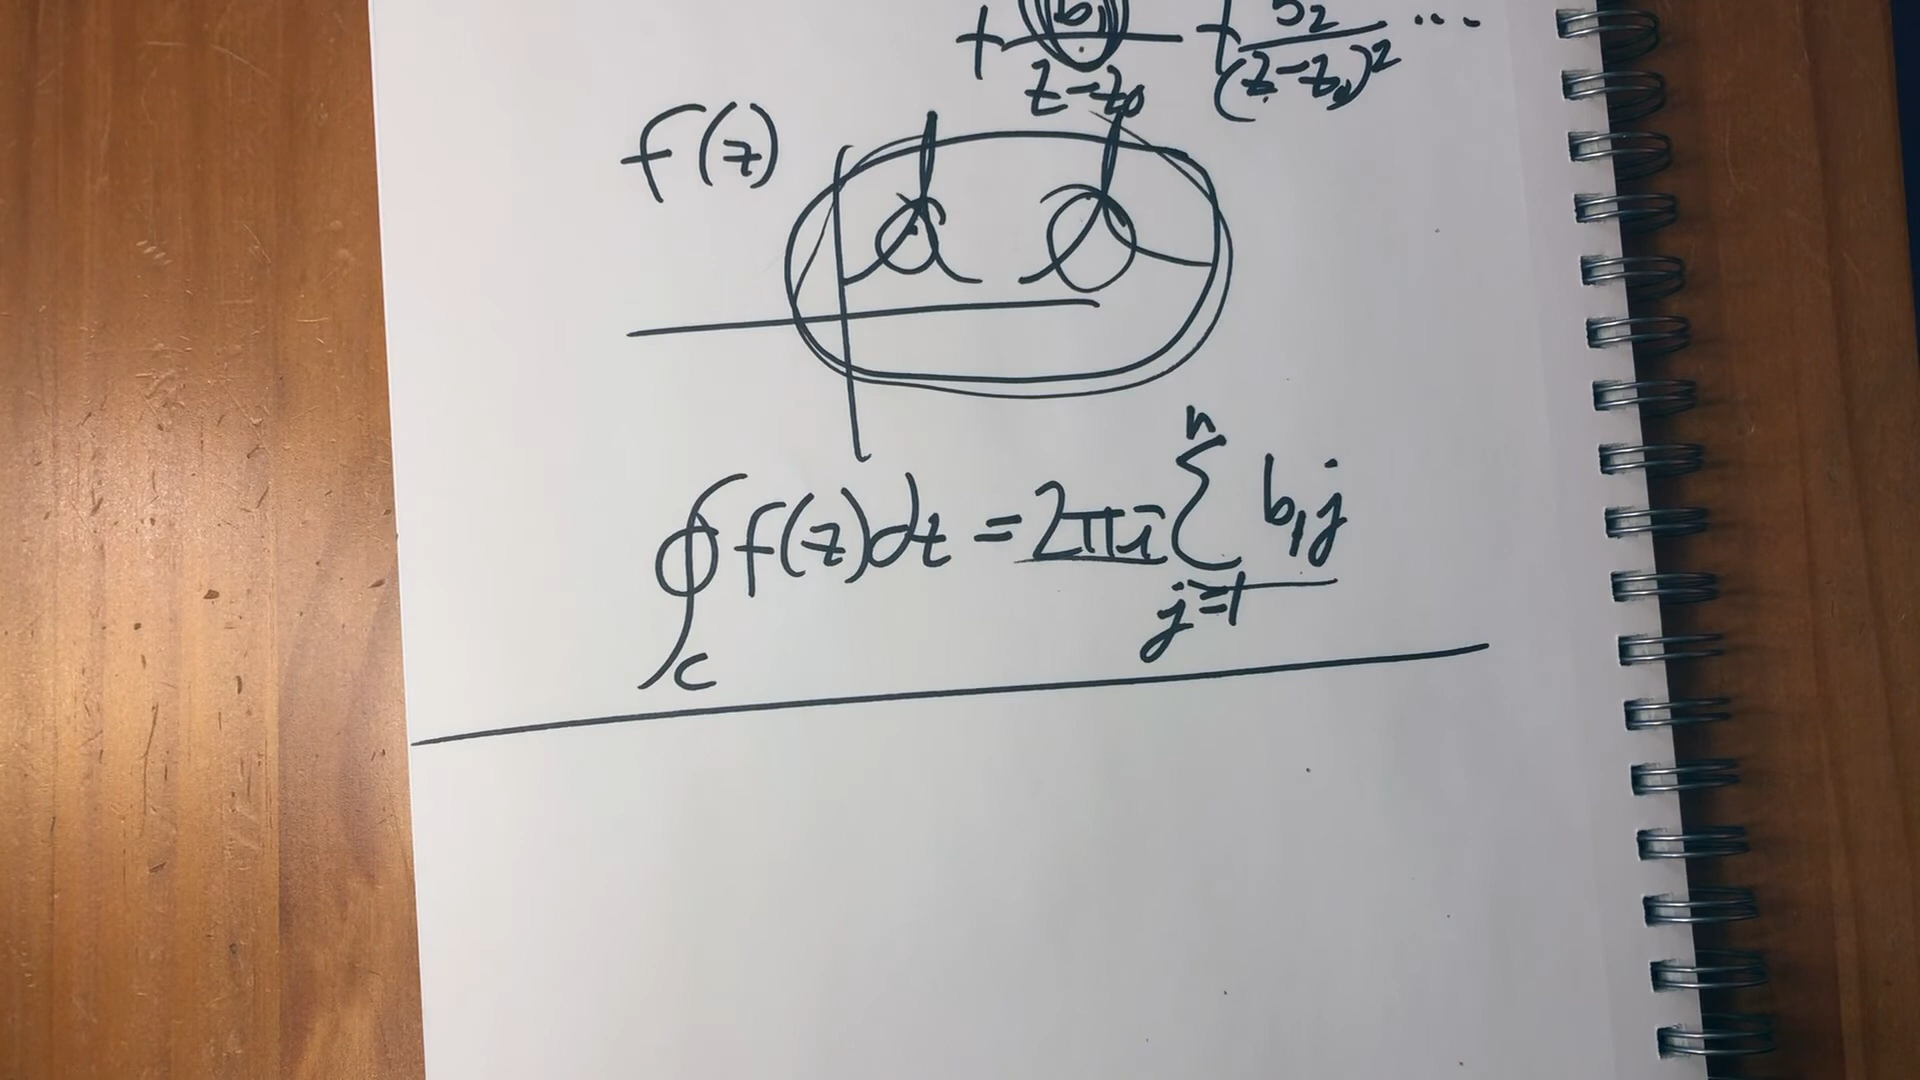 + b₁/(z-z₀) + b₂/(z-z₀)² ...
f(z)
∮_C f(z)dz = 2πi Σ_{j=1}^{n} b₁j